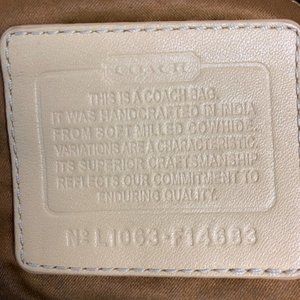 COACH
THIS IS A COACH BAG.
IT WAS HANDCRAFTED IN INDIA
FROM SOFT MILLED COWHIDE.
VARIATIONS ARE A CHARACTERISTIC.
ITS SUPERIOR CRAFTSMANSHIP
REFLECTS OUR COMMITMENT TO
ENDURING QUALITY.
Nº L1063-F14663